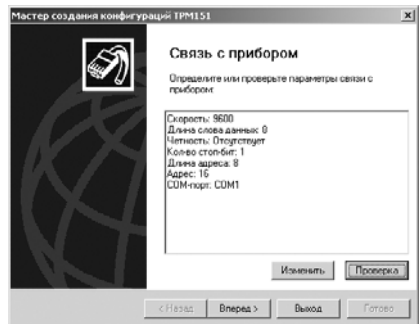 Мастер создания конфигураций ТРМ151
Связь с прибором
Определите или проверьте параметры связи с
прибором:
Скорость: 9600
Длина слова данных: 8
Четность: Отсутствует
Кол-во стоп-бит: 1
Длина адреса: 8
Адрес: 16
COM-порт: COM1
Изменить
Проверка
< Назад
Вперед >
Выход
Готово